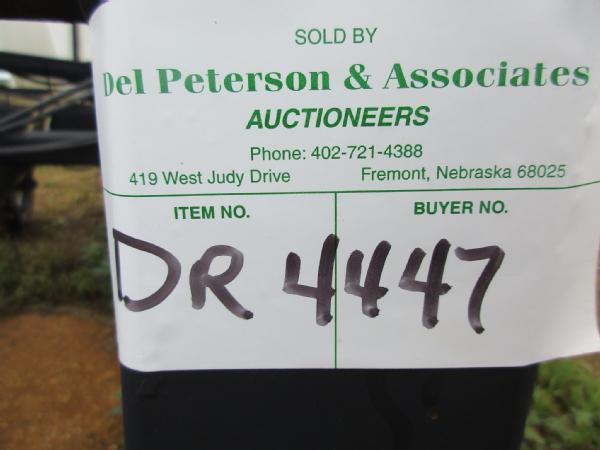 SOLD BY
Del Peterson & Associates
AUCTIONEERS
Phone: 402-721-4388
419 West Judy Drive Fremont, Nebraska 68025
ITEM NO. BUYER NO.
DR 4447